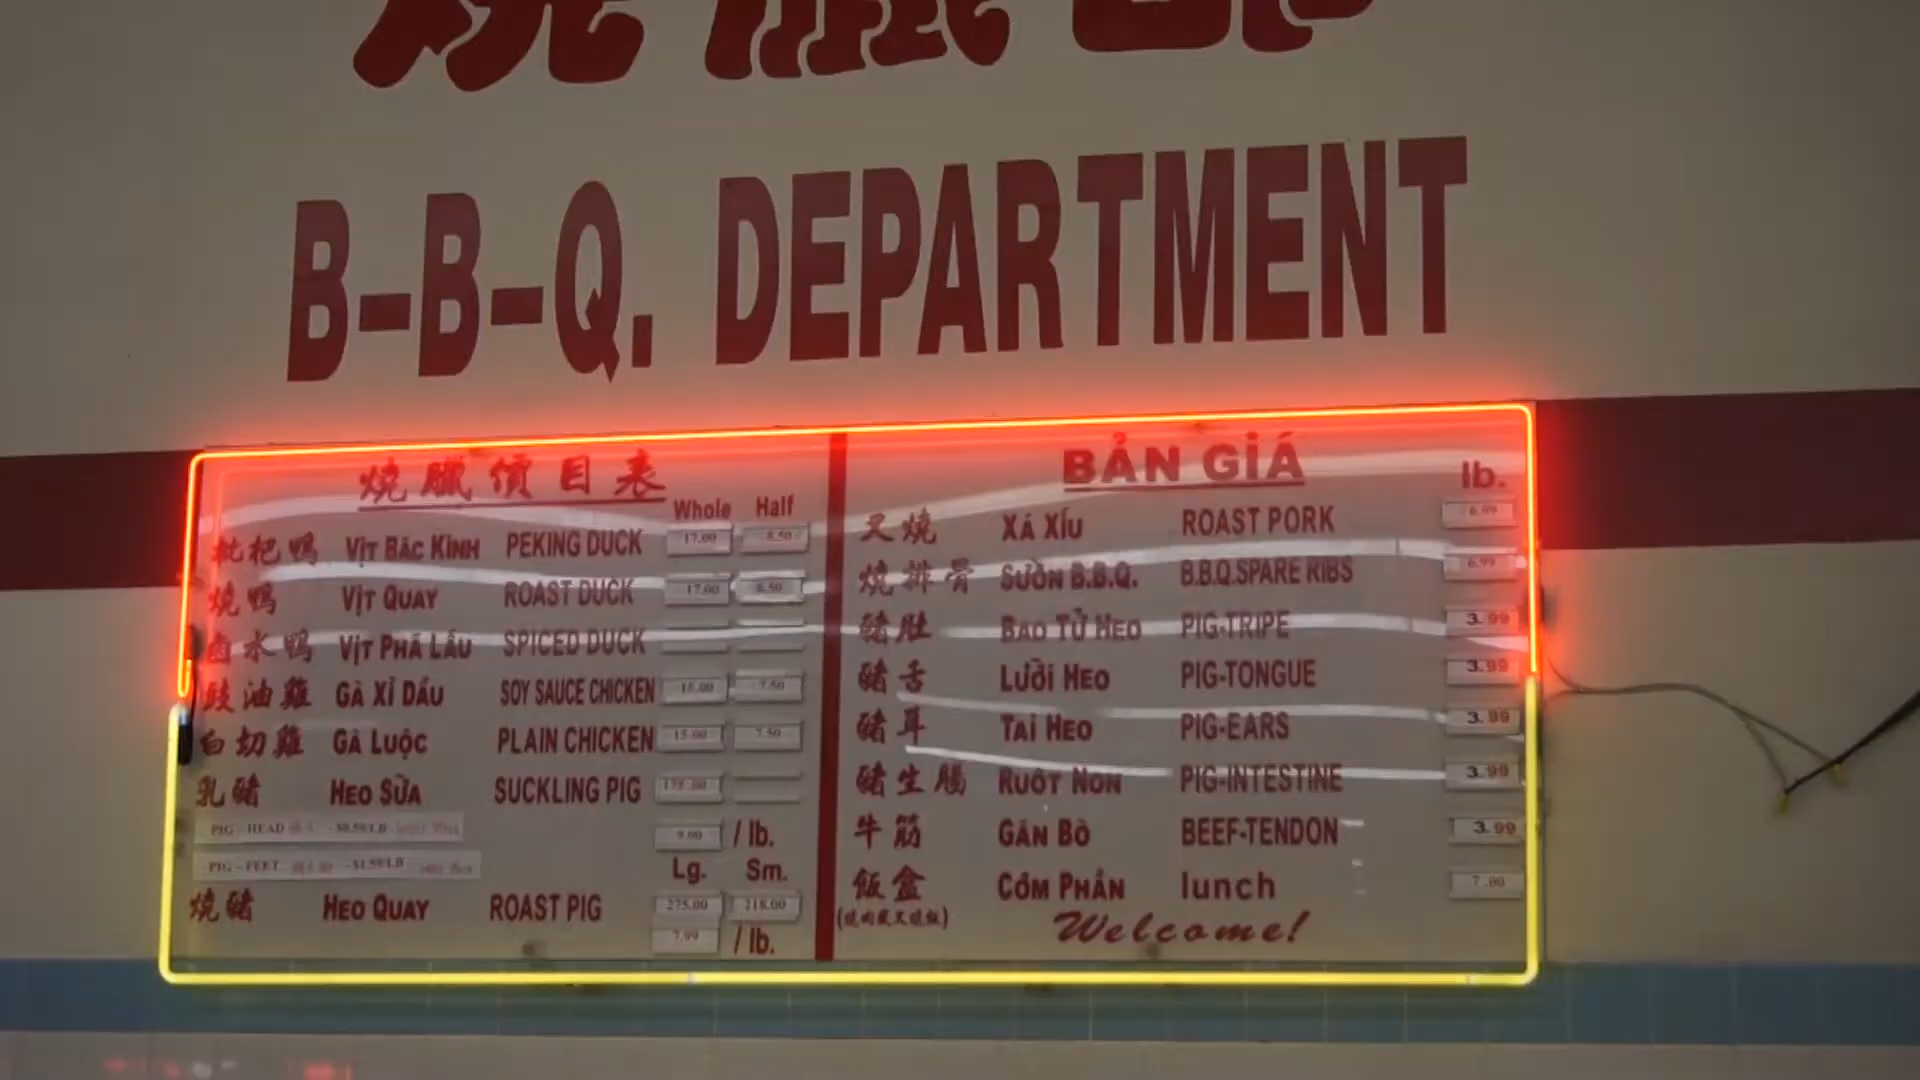 B-B-Q. DEPARTMENT
燒臘價目表
Whole Half
枇杷鴨 VỊT BẮC KINH PEKING DUCK 17.00 8.50
燒鴨 VỊT QUAY ROAST DUCK 17.00 8.50
鹵水鴨 VỊT PHÁ LẤU SPICED DUCK
豉油雞 GÀ XÌ DẦU SOY SAUCE CHICKEN 15.00 7.50
白切雞 GÀ LUỘC PLAIN CHICKEN 15.00 7.50
乳豬 HEO SỮA SUCKLING PIG 175.00
PIG - HEAD
9.00 / lb.
PIG - FEET
Lg. Sm.
燒豬 HEO QUAY ROAST PIG 275.00 218.00
7.99 / lb.
BẢN GIÁ
lb.
叉燒 XÁ XÍU ROAST PORK 6.99
燒排骨 SƯỜN B.B.Q. B.B.Q.SPARE RIBS 6.99
豬肚 BAO TỬ HEO PIG-TRIPE 3.99
豬舌 LƯỠI HEO PIG-TONGUE 3.99
豬耳 TAI HEO PIG-EARS 3.99
豬生腸 RUỘT NON PIG-INTESTINE 3.99
牛筋 GÂN BÒ BEEF-TENDON 3.99
飯盒 CƠM PHẦN lunch 7.00
Welcome!